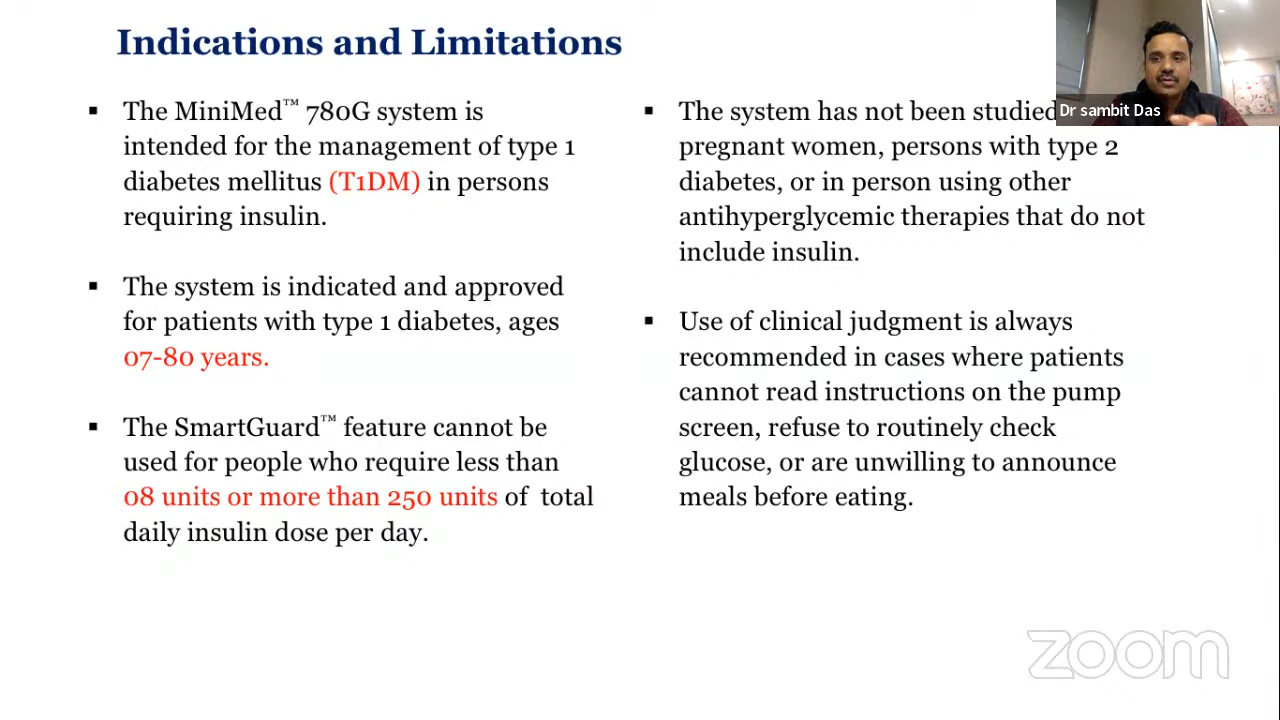 Indications and Limitations
▪ The MiniMed™ 780G system is
intended for the management of type 1
diabetes mellitus (T1DM) in persons
requiring insulin.
▪ The system is indicated and approved
for patients with type 1 diabetes, ages
07-80 years.
▪ The SmartGuard™ feature cannot be
used for people who require less than
08 units or more than 250 units of total
daily insulin dose per day.
▪ The system has not been studied
pregnant women, persons with type 2
diabetes, or in person using other
antihyperglycemic therapies that do not
include insulin.
▪ Use of clinical judgment is always
recommended in cases where patients
cannot read instructions on the pump
screen, refuse to routinely check
glucose, or are unwilling to announce
meals before eating.
Dr sambit Das
zoom